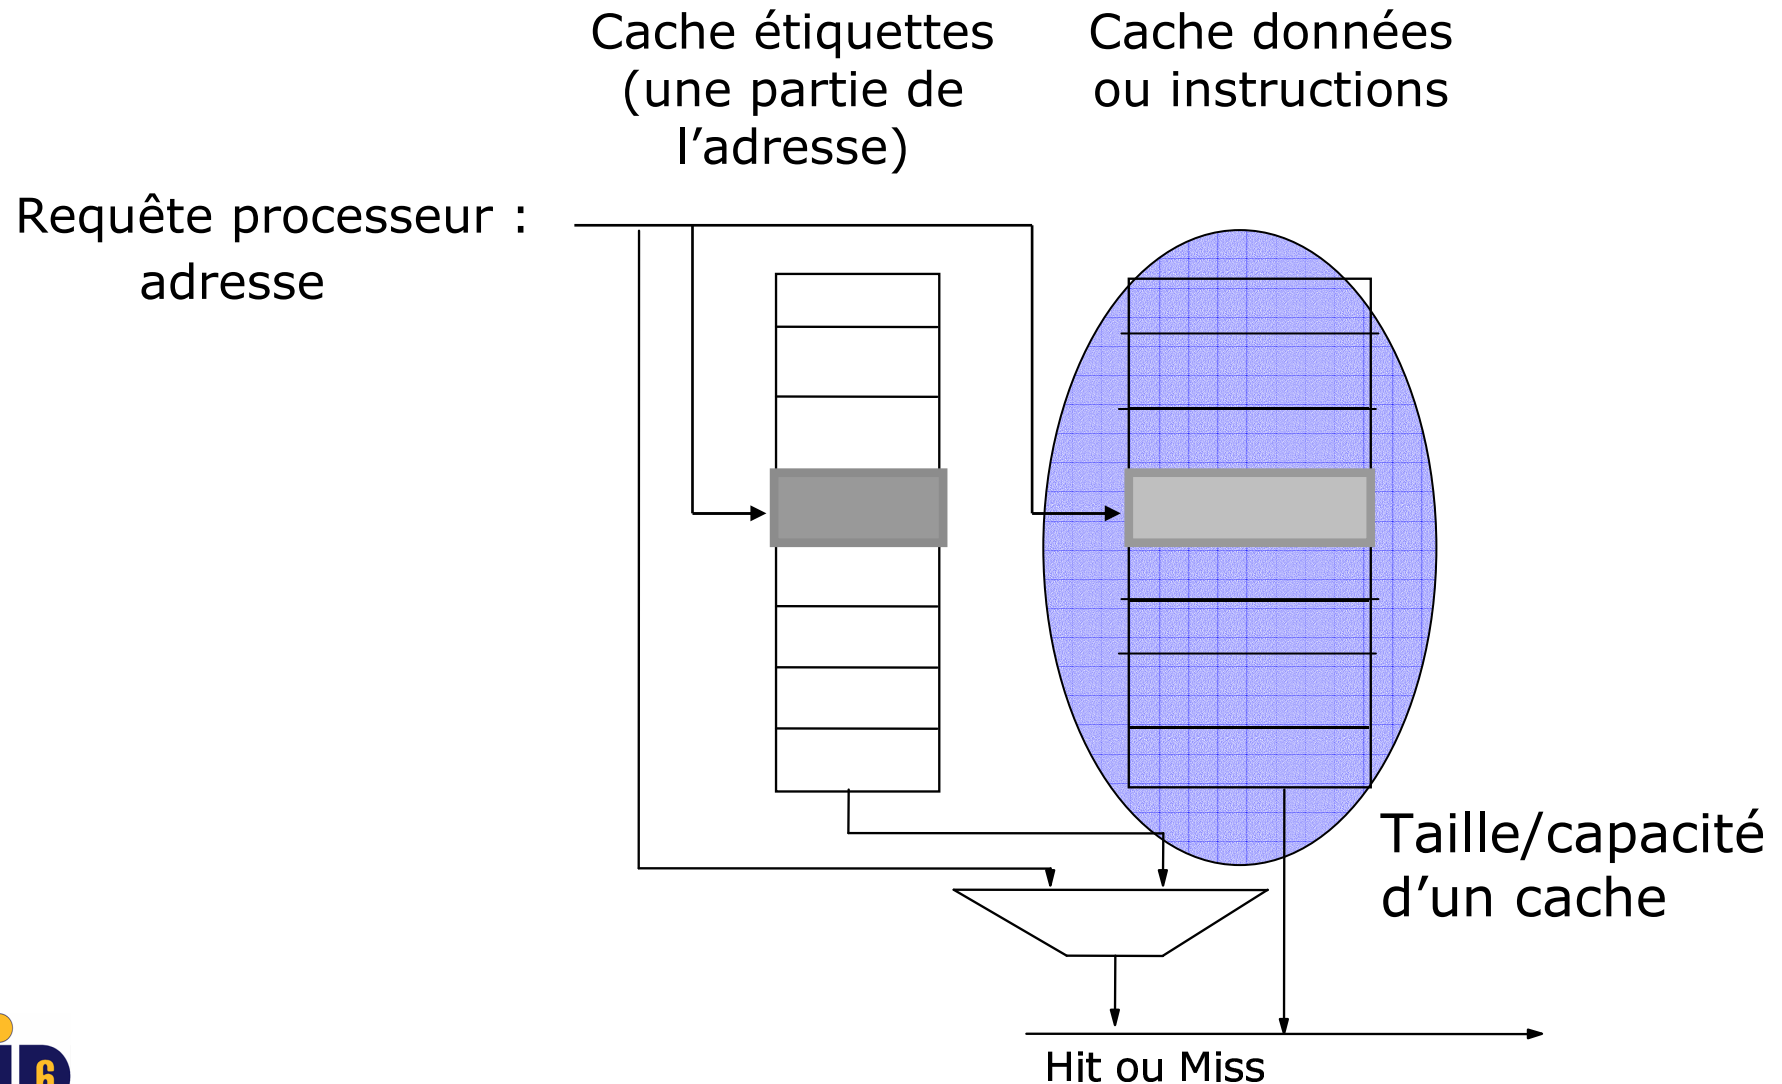 Cache étiquettes
(une partie de
l’adresse)
Cache données
ou instructions
Requête processeur :
adresse
Taille/capacité
d’un cache
Hit ou Miss
6